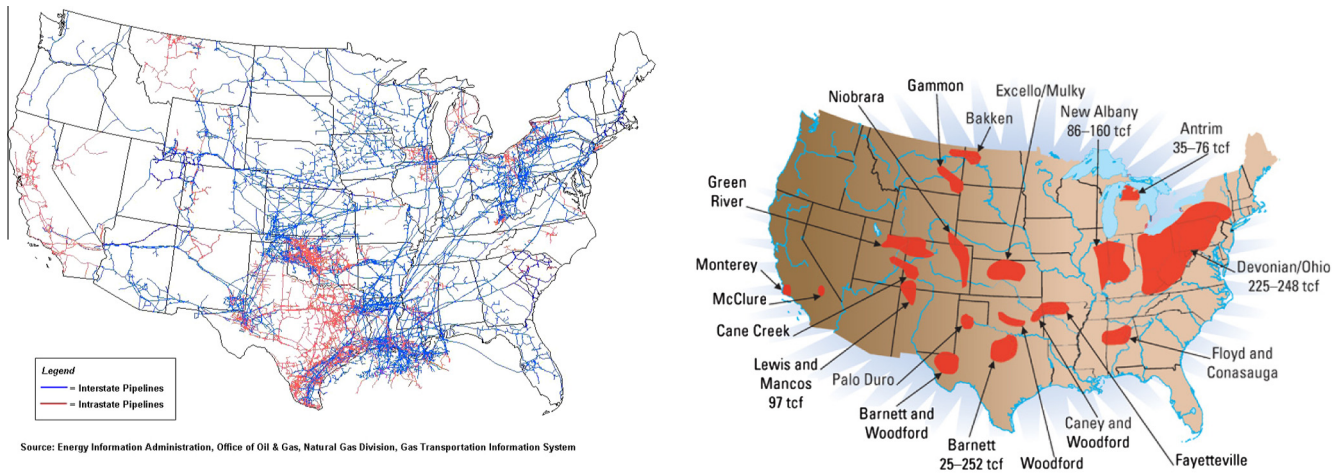 Legend
= Interstate Pipelines
= Intrastate Pipelines
Source: Energy Information Administration, Office of Oil & Gas, Natural Gas Division, Gas Transportation Information System
Gammon
Excello/Mulky
Niobrara
Bakken
New Albany
86–160 tcf
Antrim
35–76 tcf
Green
River
Monterey
McClure
Cane Creek
Devonian/Ohio
225–248 tcf
Lewis and
Mancos
97 tcf
Palo Duro
Floyd and
Conasauga
Barnett and
Woodford
Barnett
25–252 tcf
Woodford
Caney and
Woodford
Fayetteville